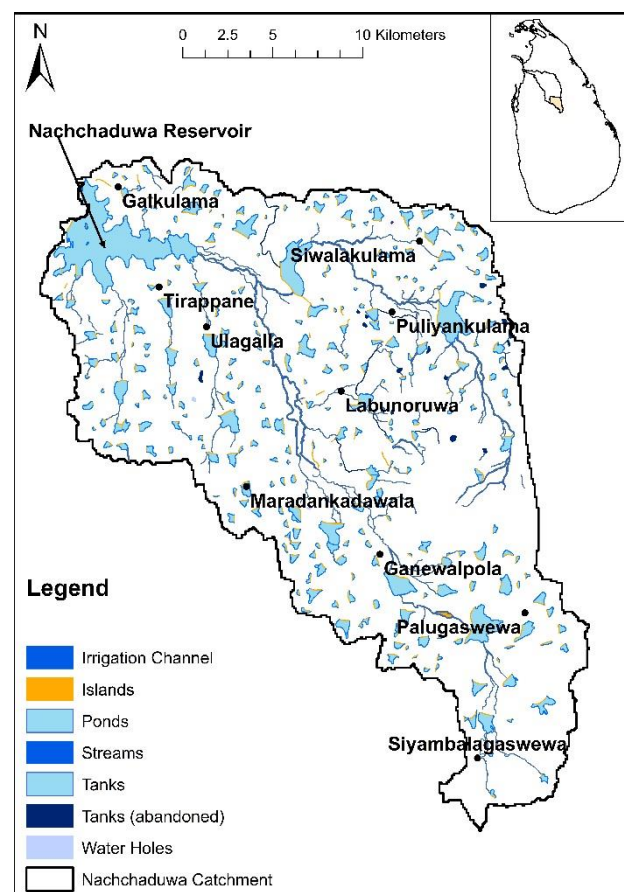 N
0 2.5 5 10 Kilometers
Nachchaduwa Reservoir
Galkulama
Siwalakulama
Tirappane
Puliyankulama
Ulagalla
Labunoruwa
Maradankadawala
Ganewalpola
Palugaswewa
Siyambalagaswewa
Legend
Irrigation Channel
Islands
Ponds
Streams
Tanks
Tanks (abandoned)
Water Holes
Nachchaduwa Catchment